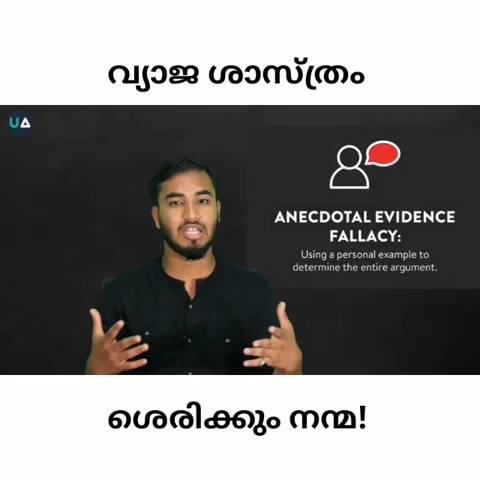 വ്യാജ ശാസ്ത്രം
UA
ANECDOTAL EVIDENCE
FALLACY:
Using a personal example to
determine the entire argument.
ശെരിക്കും നന്മ!